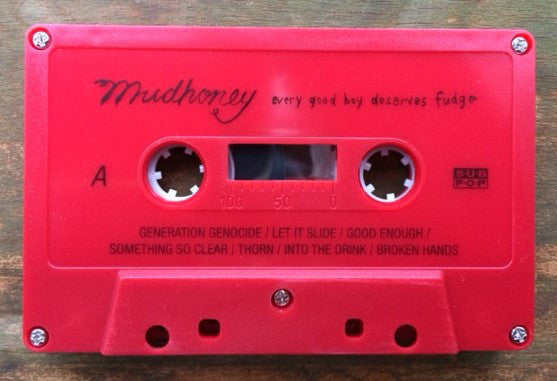 Mudhoney every good boy deserves fudge
A
SUB
POP
100 50 0
GENERATION GENOCIDE / LET IT SLIDE / GOOD ENOUGH /
SOMETHING SO CLEAR / THORN / INTO THE DRINK / BROKEN HANDS